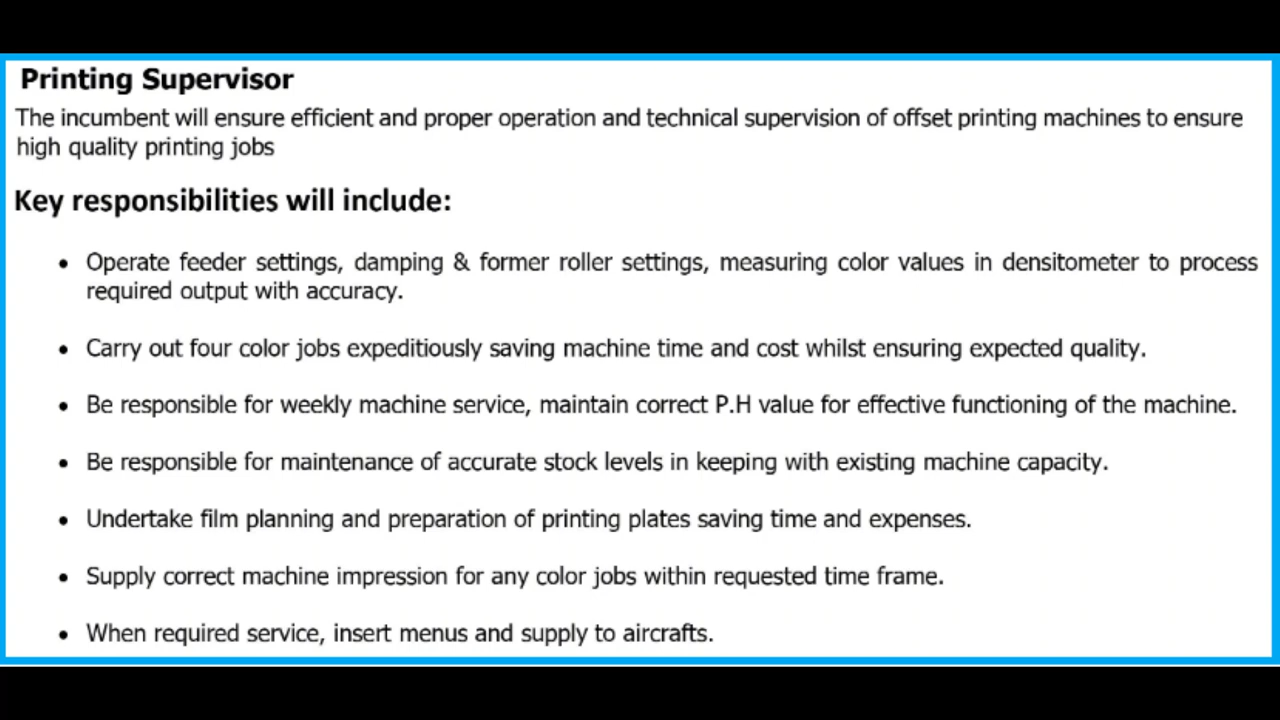 Printing Supervisor
The incumbent will ensure efficient and proper operation and technical supervision of offset printing machines to ensure
high quality printing jobs
Key responsibilities will include:
• Operate feeder settings, damping & former roller settings, measuring color values in densitometer to process
required output with accuracy.
• Carry out four color jobs expeditiously saving machine time and cost whilst ensuring expected quality.
• Be responsible for weekly machine service, maintain correct P.H value for effective functioning of the machine.
• Be responsible for maintenance of accurate stock levels in keeping with existing machine capacity.
• Undertake film planning and preparation of printing plates saving time and expenses.
• Supply correct machine impression for any color jobs within requested time frame.
• When required service, insert menus and supply to aircrafts.